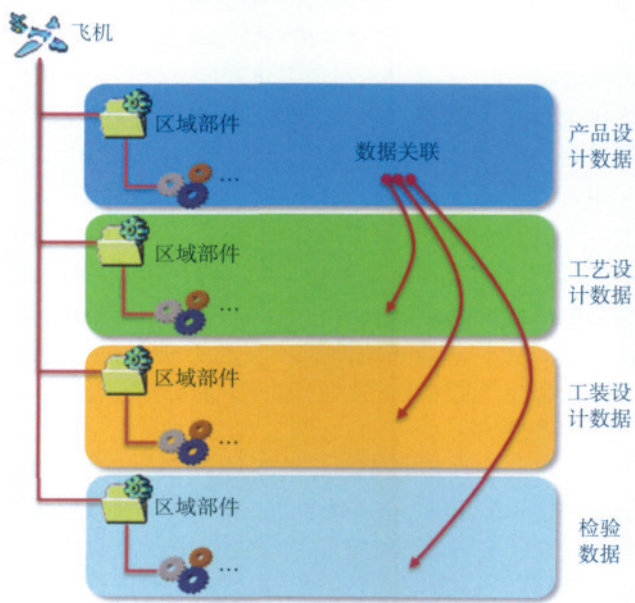 飞机
区域部件
数据关联
…
产品设
计数据
区域部件
…
工艺设
计数据
区域部件
…
工装设
计数据
区域部件
…
检验
数据